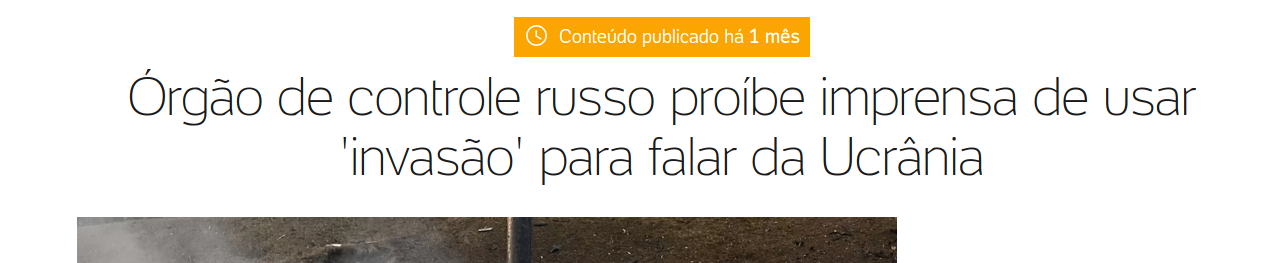 Conteúdo publicado há 1 mês
Órgão de controle russo proíbe imprensa de usar
'invasão' para falar da Ucrânia